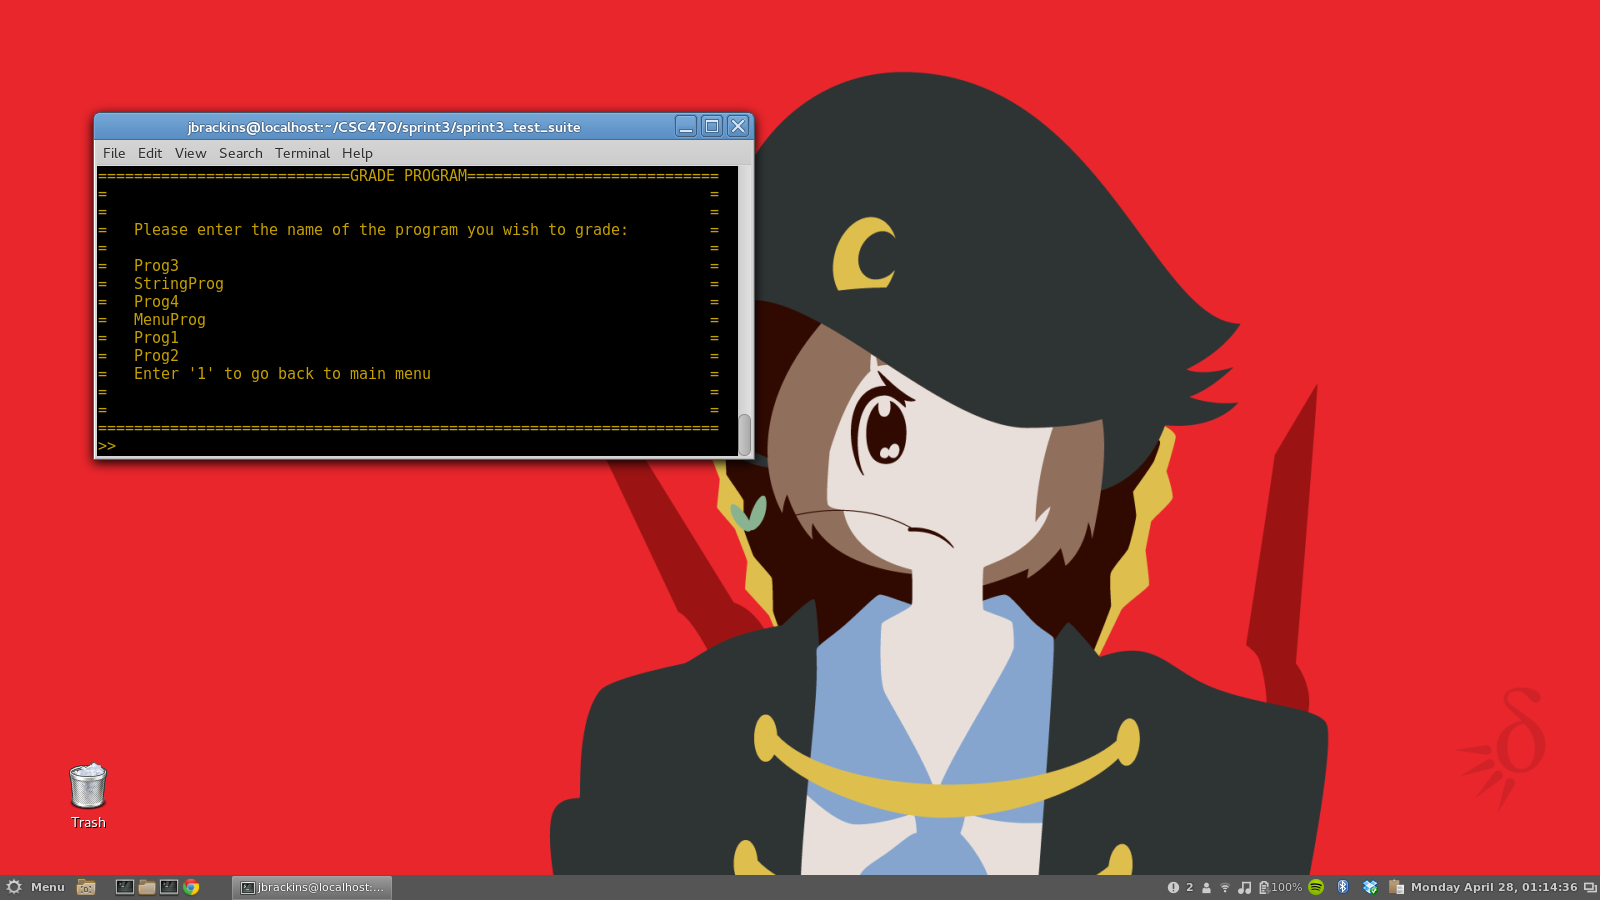 jbrackins@localhost:~/CSC470/sprint3/sprint3_test_suite
File Edit View Search Terminal Help
============================GRADE PROGRAM============================
= =
= =
= Please enter the name of the program you wish to grade: =
= =
= Prog3 =
= StringProg =
= Prog4 =
= MenuProg =
= Prog1 =
= Prog2 =
= Enter '1' to go back to main menu =
= =
= =
=====================================================================
>>
Trash
Menu jbrackins@localhost:... 2 100% Monday April 28, 01:14:36